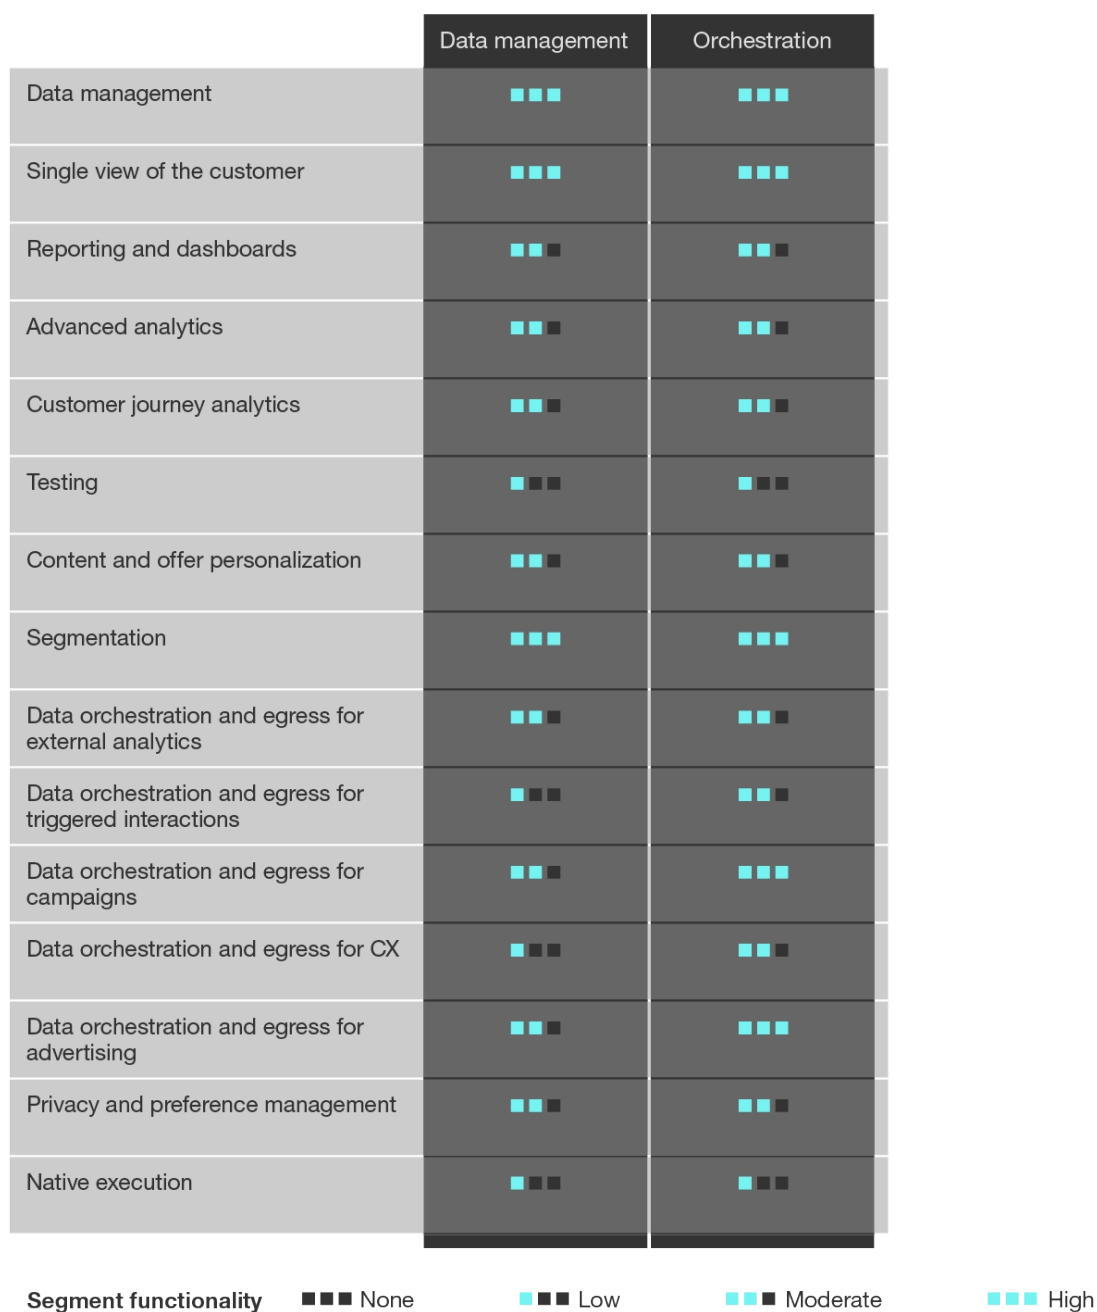 Data management Orchestration
Data management
Single view of the customer
Reporting and dashboards
Advanced analytics
Customer journey analytics
Testing
Content and offer personalization
Segmentation
Data orchestration and egress for
external analytics
Data orchestration and egress for
triggered interactions
Data orchestration and egress for
campaigns
Data orchestration and egress for CX
Data orchestration and egress for
advertising
Privacy and preference management
Native execution
Segment functionality None Low Moderate High